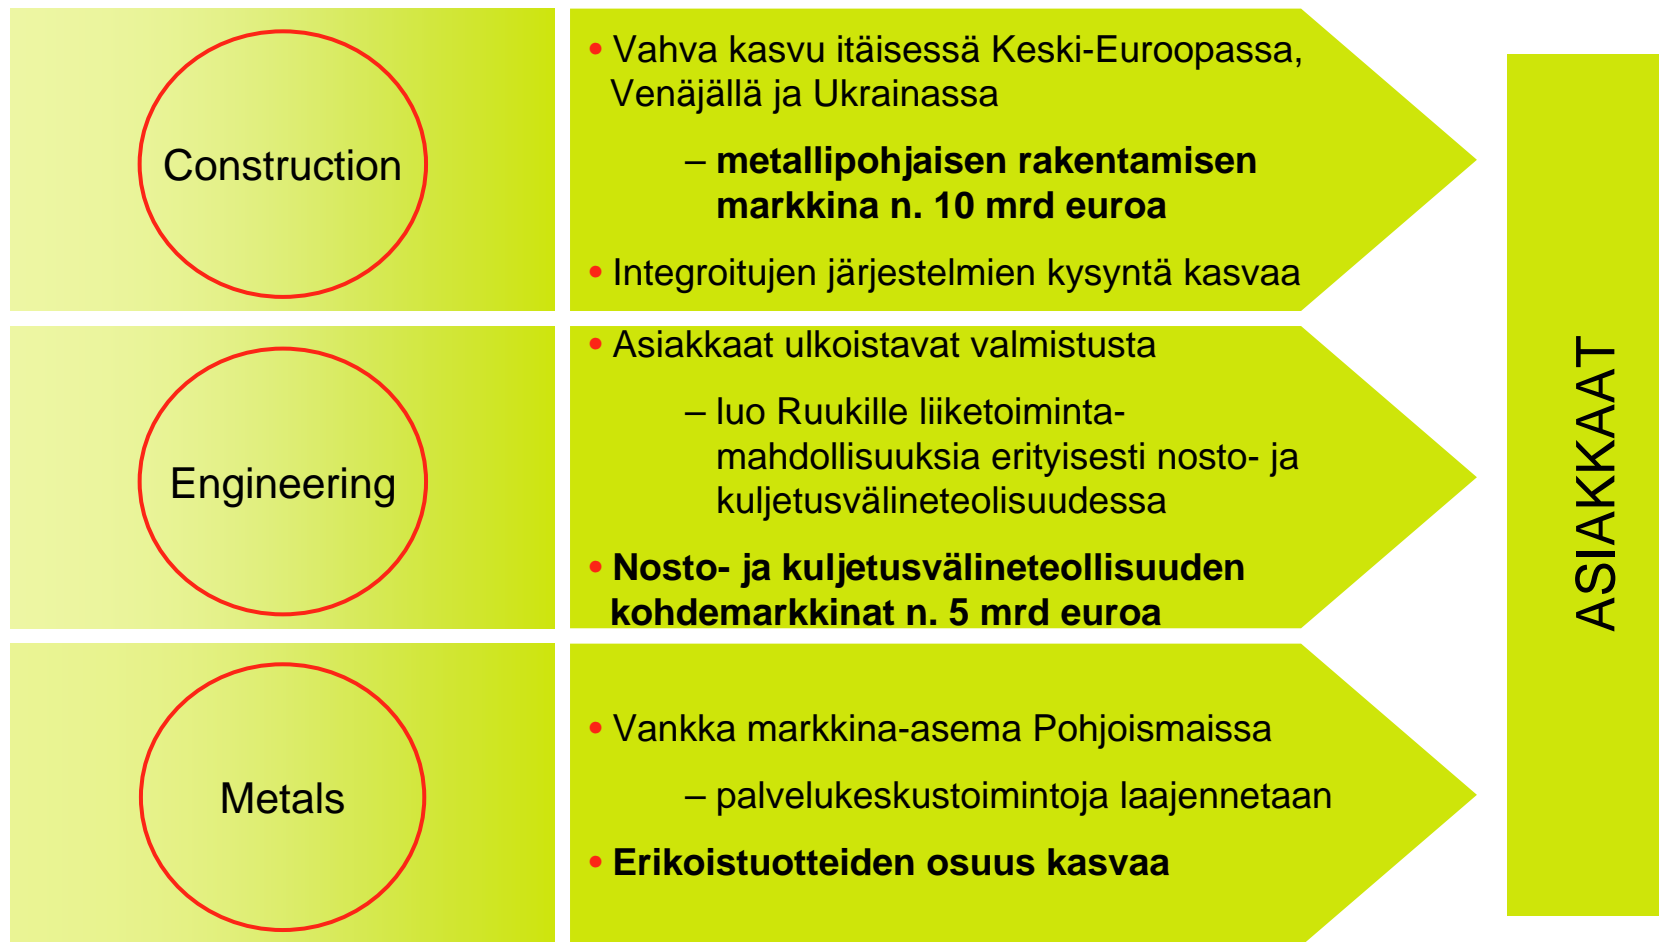 Construction
• Vahva kasvu itäisessä Keski-Euroopassa,
Venäjällä ja Ukrainassa
– metallipohjaisen rakentamisen
markkina n. 10 mrd euroa
• Integroitujen järjestelmien kysyntä kasvaa
Engineering
• Asiakkaat ulkoistavat valmistusta
– luo Ruukille liiketoiminta-
mahdollisuuksia erityisesti nosto- ja
kuljetusvälineteolisuudessa
• Nosto- ja kuljetusvälineteollisuuden
kohdemarkkinat n. 5 mrd euroa
Metals
• Vankka markkina-asema Pohjoismaissa
– palvelukeskustoimintoja laajennetaan
• Erikoistuotteiden osuus kasvaa
ASIAKKAAT